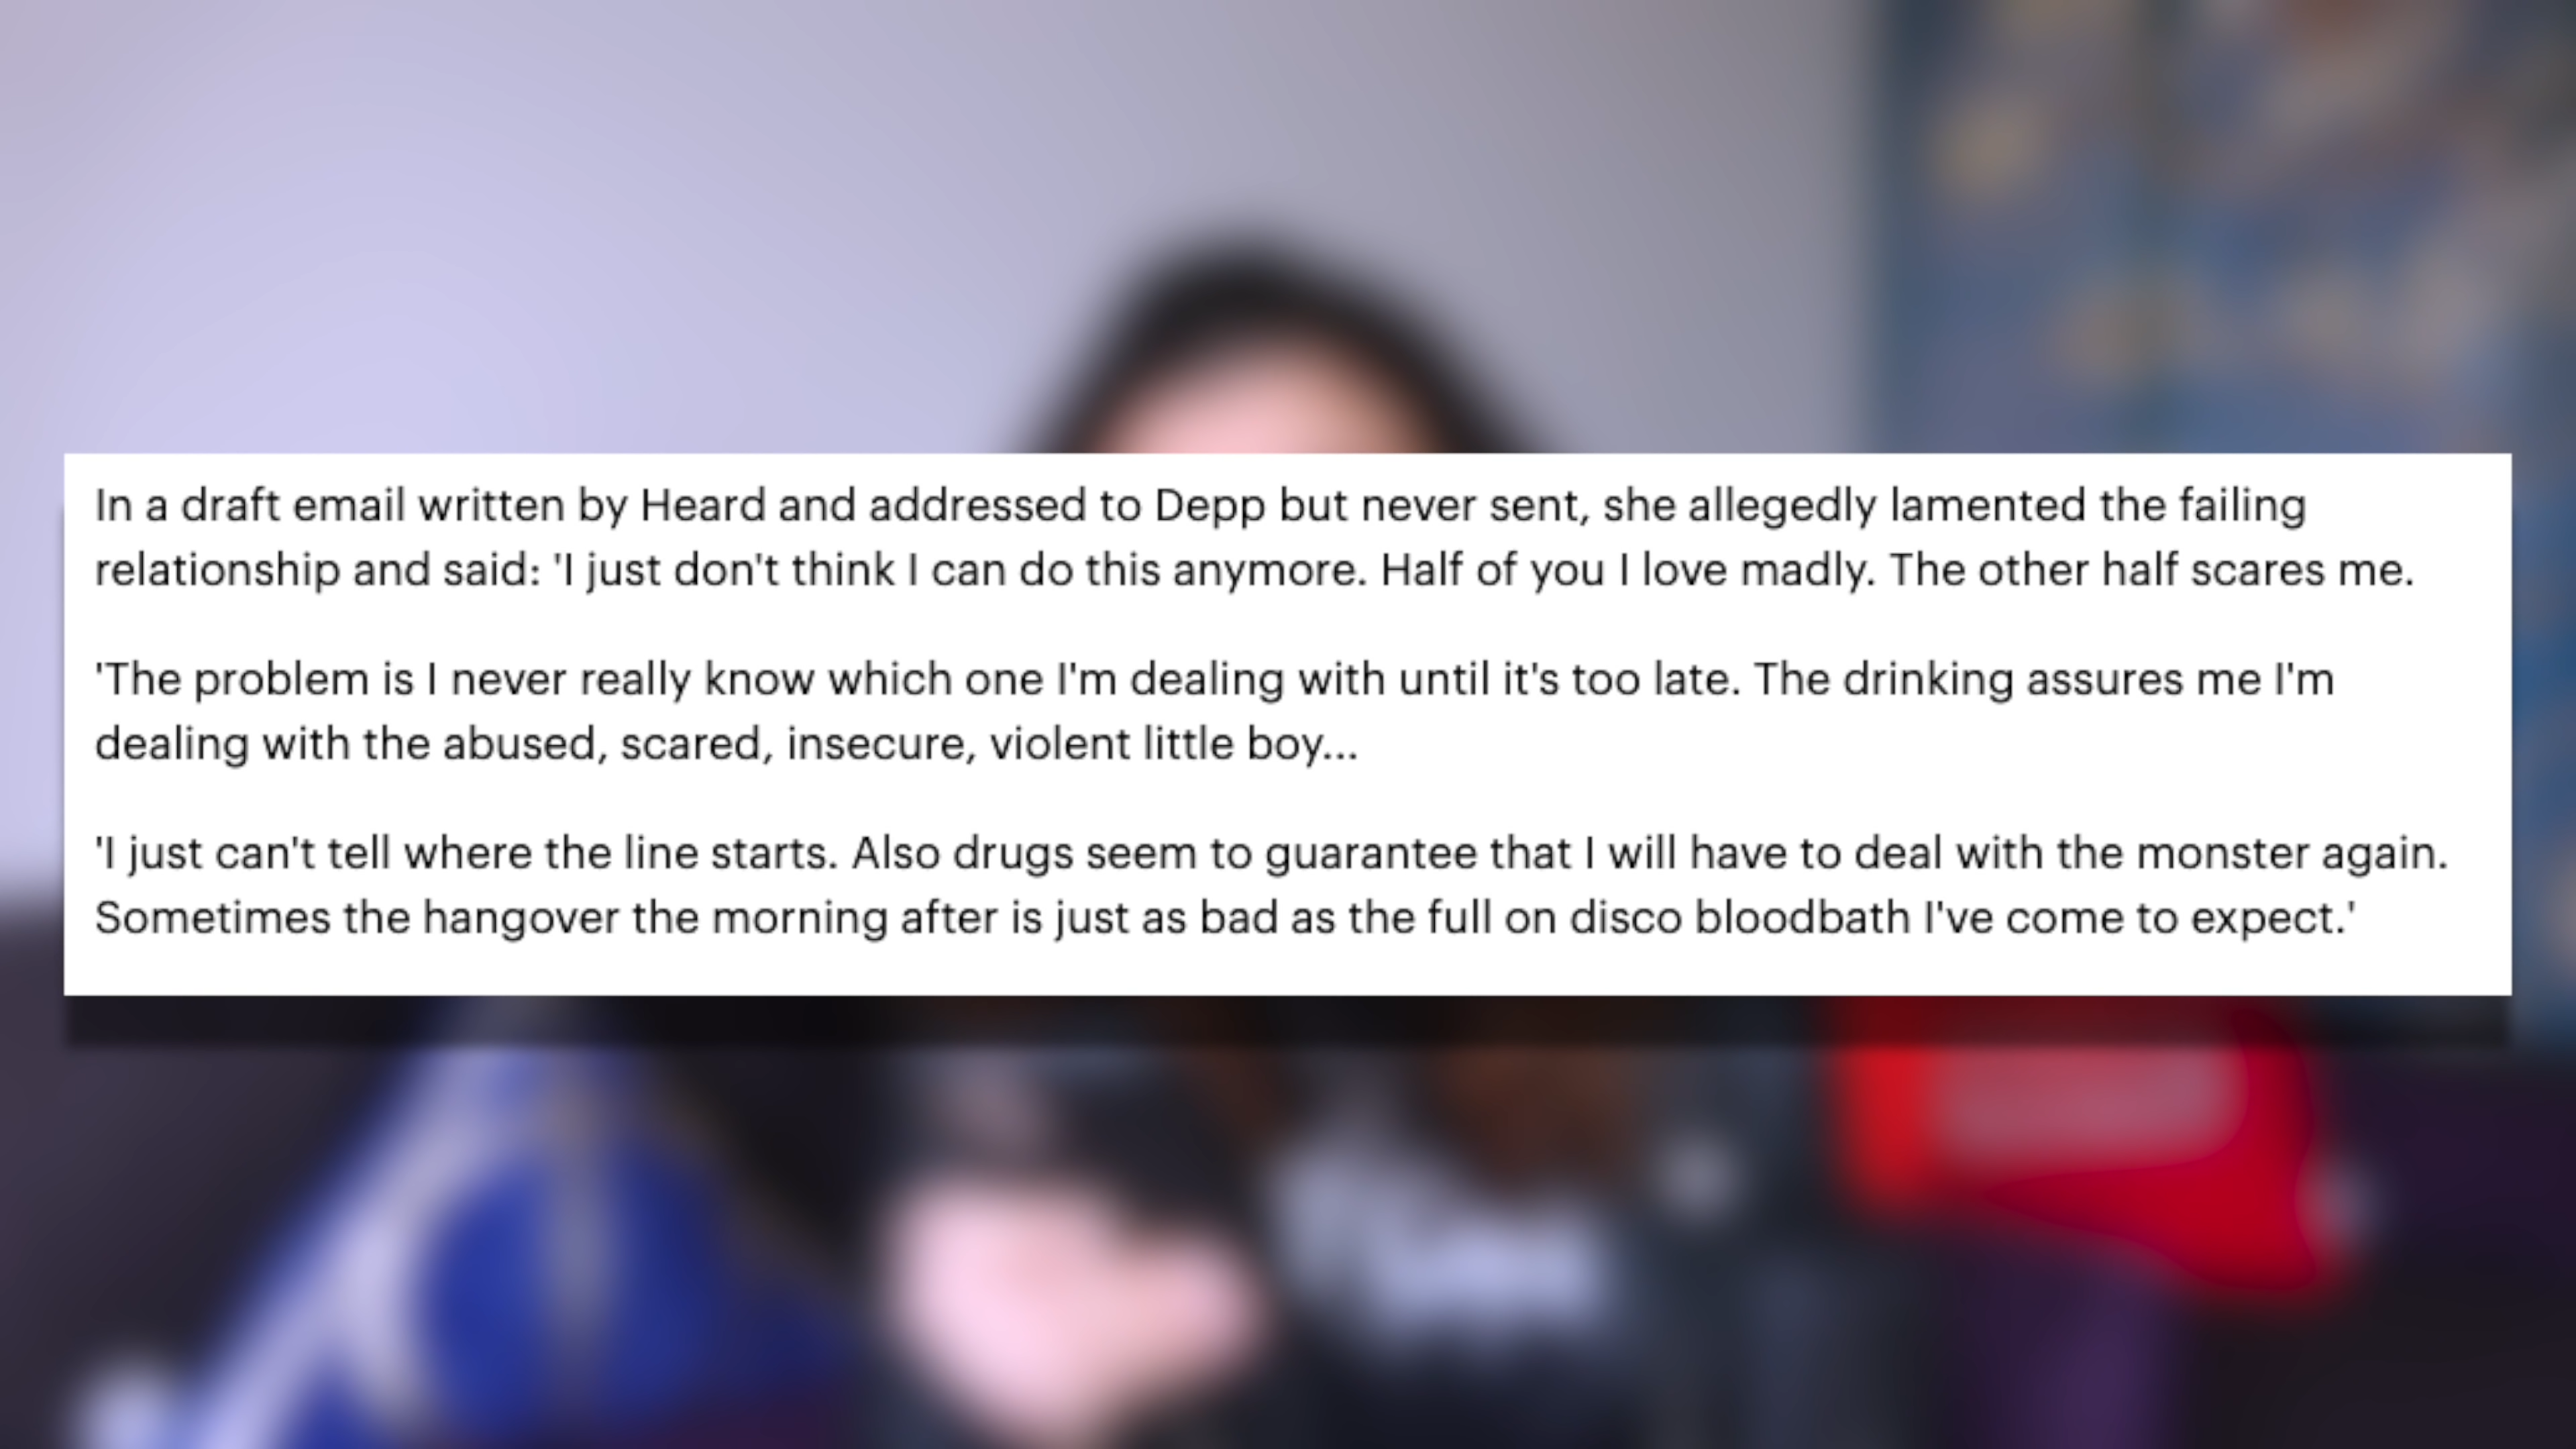 In a draft email written by Heard and addressed to Depp but never sent, she allegedly lamented the failing
relationship and said: 'I just don't think I can do this anymore. Half of you I love madly. The other half scares me.
'The problem is I never really know which one I'm dealing with until it's too late. The drinking assures me I'm
dealing with the abused, scared, insecure, violent little boy...
'I just can't tell where the line starts. Also drugs seem to guarantee that I will have to deal with the monster again.
Sometimes the hangover the morning after is just as bad as the full on disco bloodbath I've come to expect.'